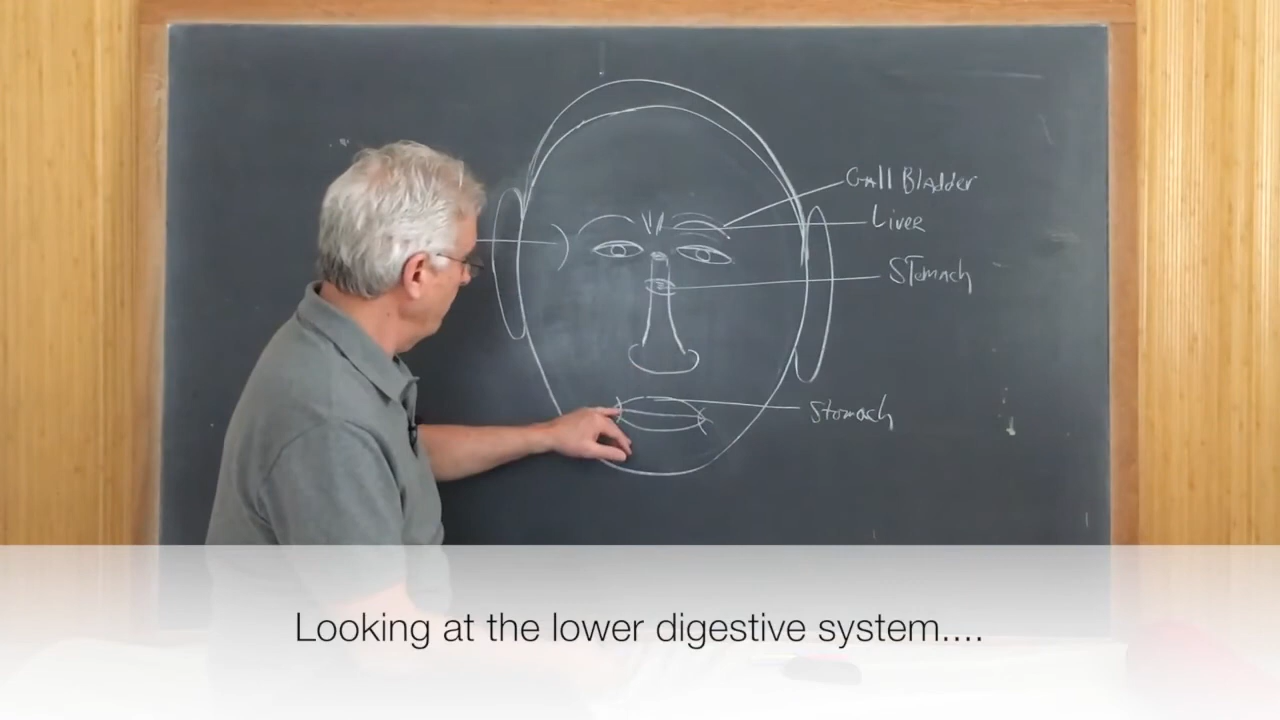 Gall Bladder
Liver
Stomach
Stomach
Looking at the lower digestive system....